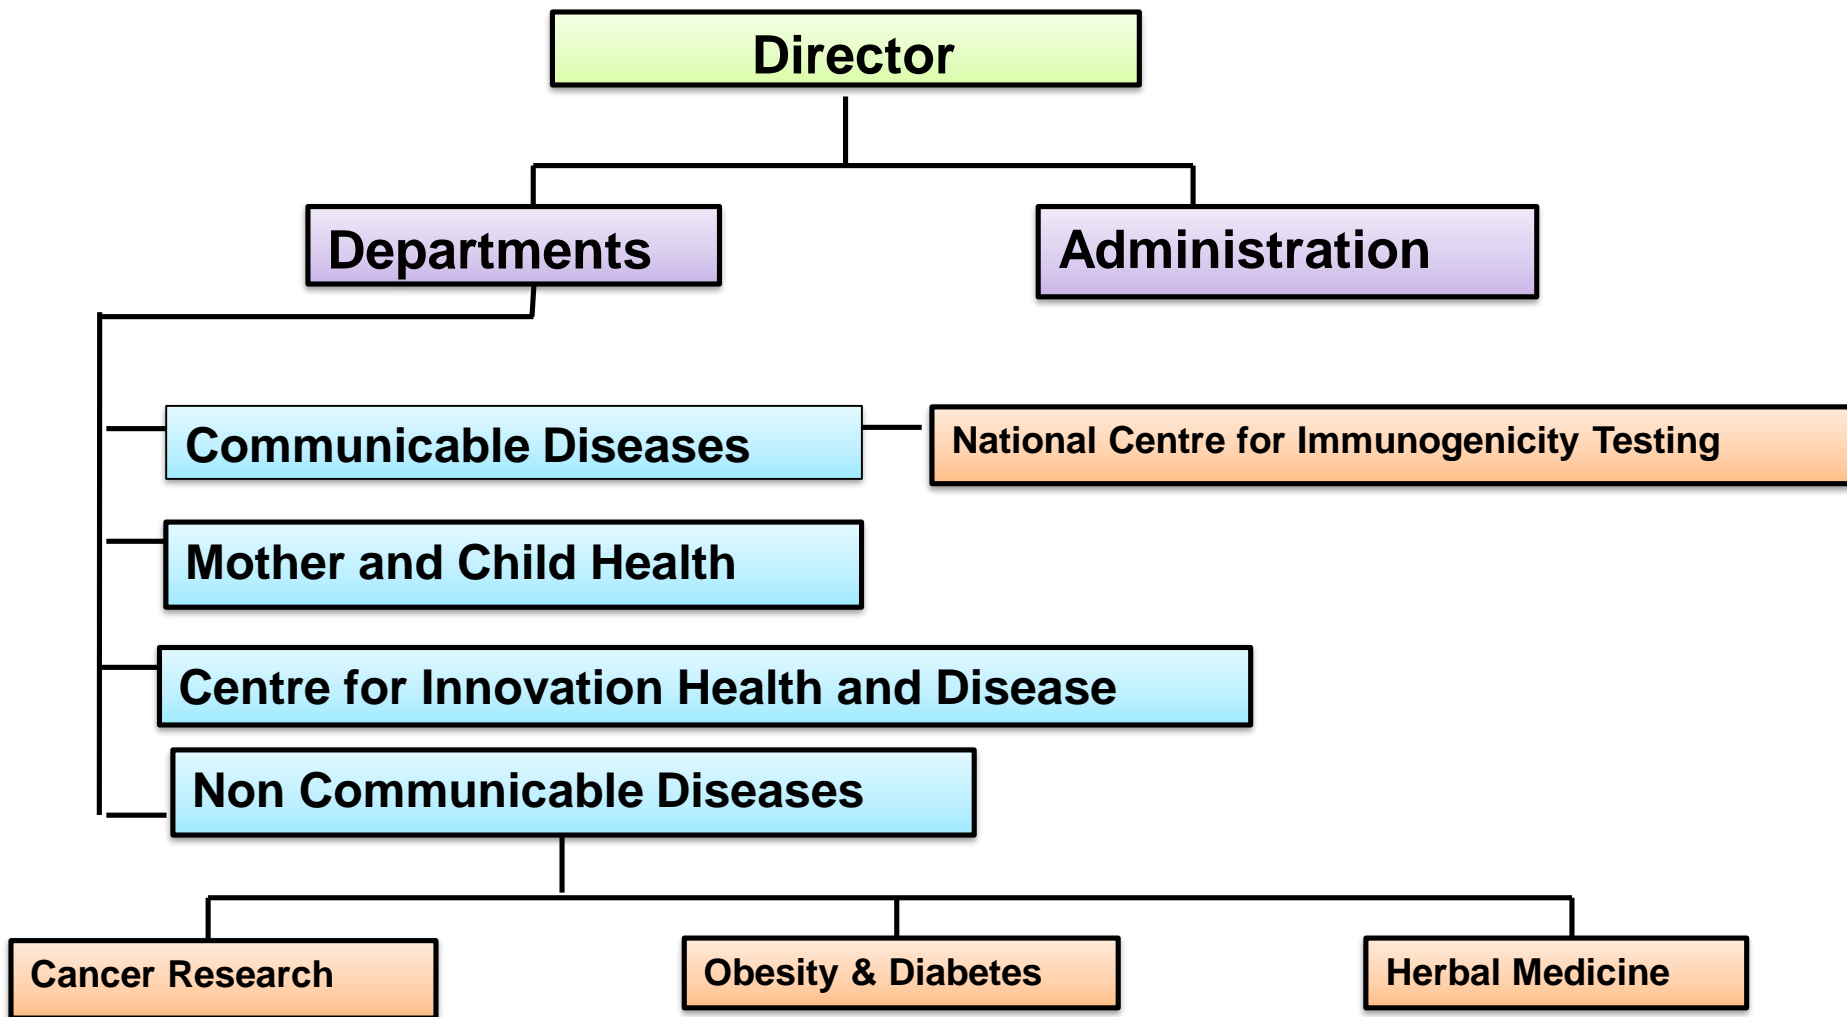 Director
Departments
Administration
Communicable Diseases
National Centre for Immunogenicity Testing
Mother and Child Health
Centre for Innovation Health and Disease
Non Communicable Diseases
Cancer Research
Obesity & Diabetes
Herbal Medicine